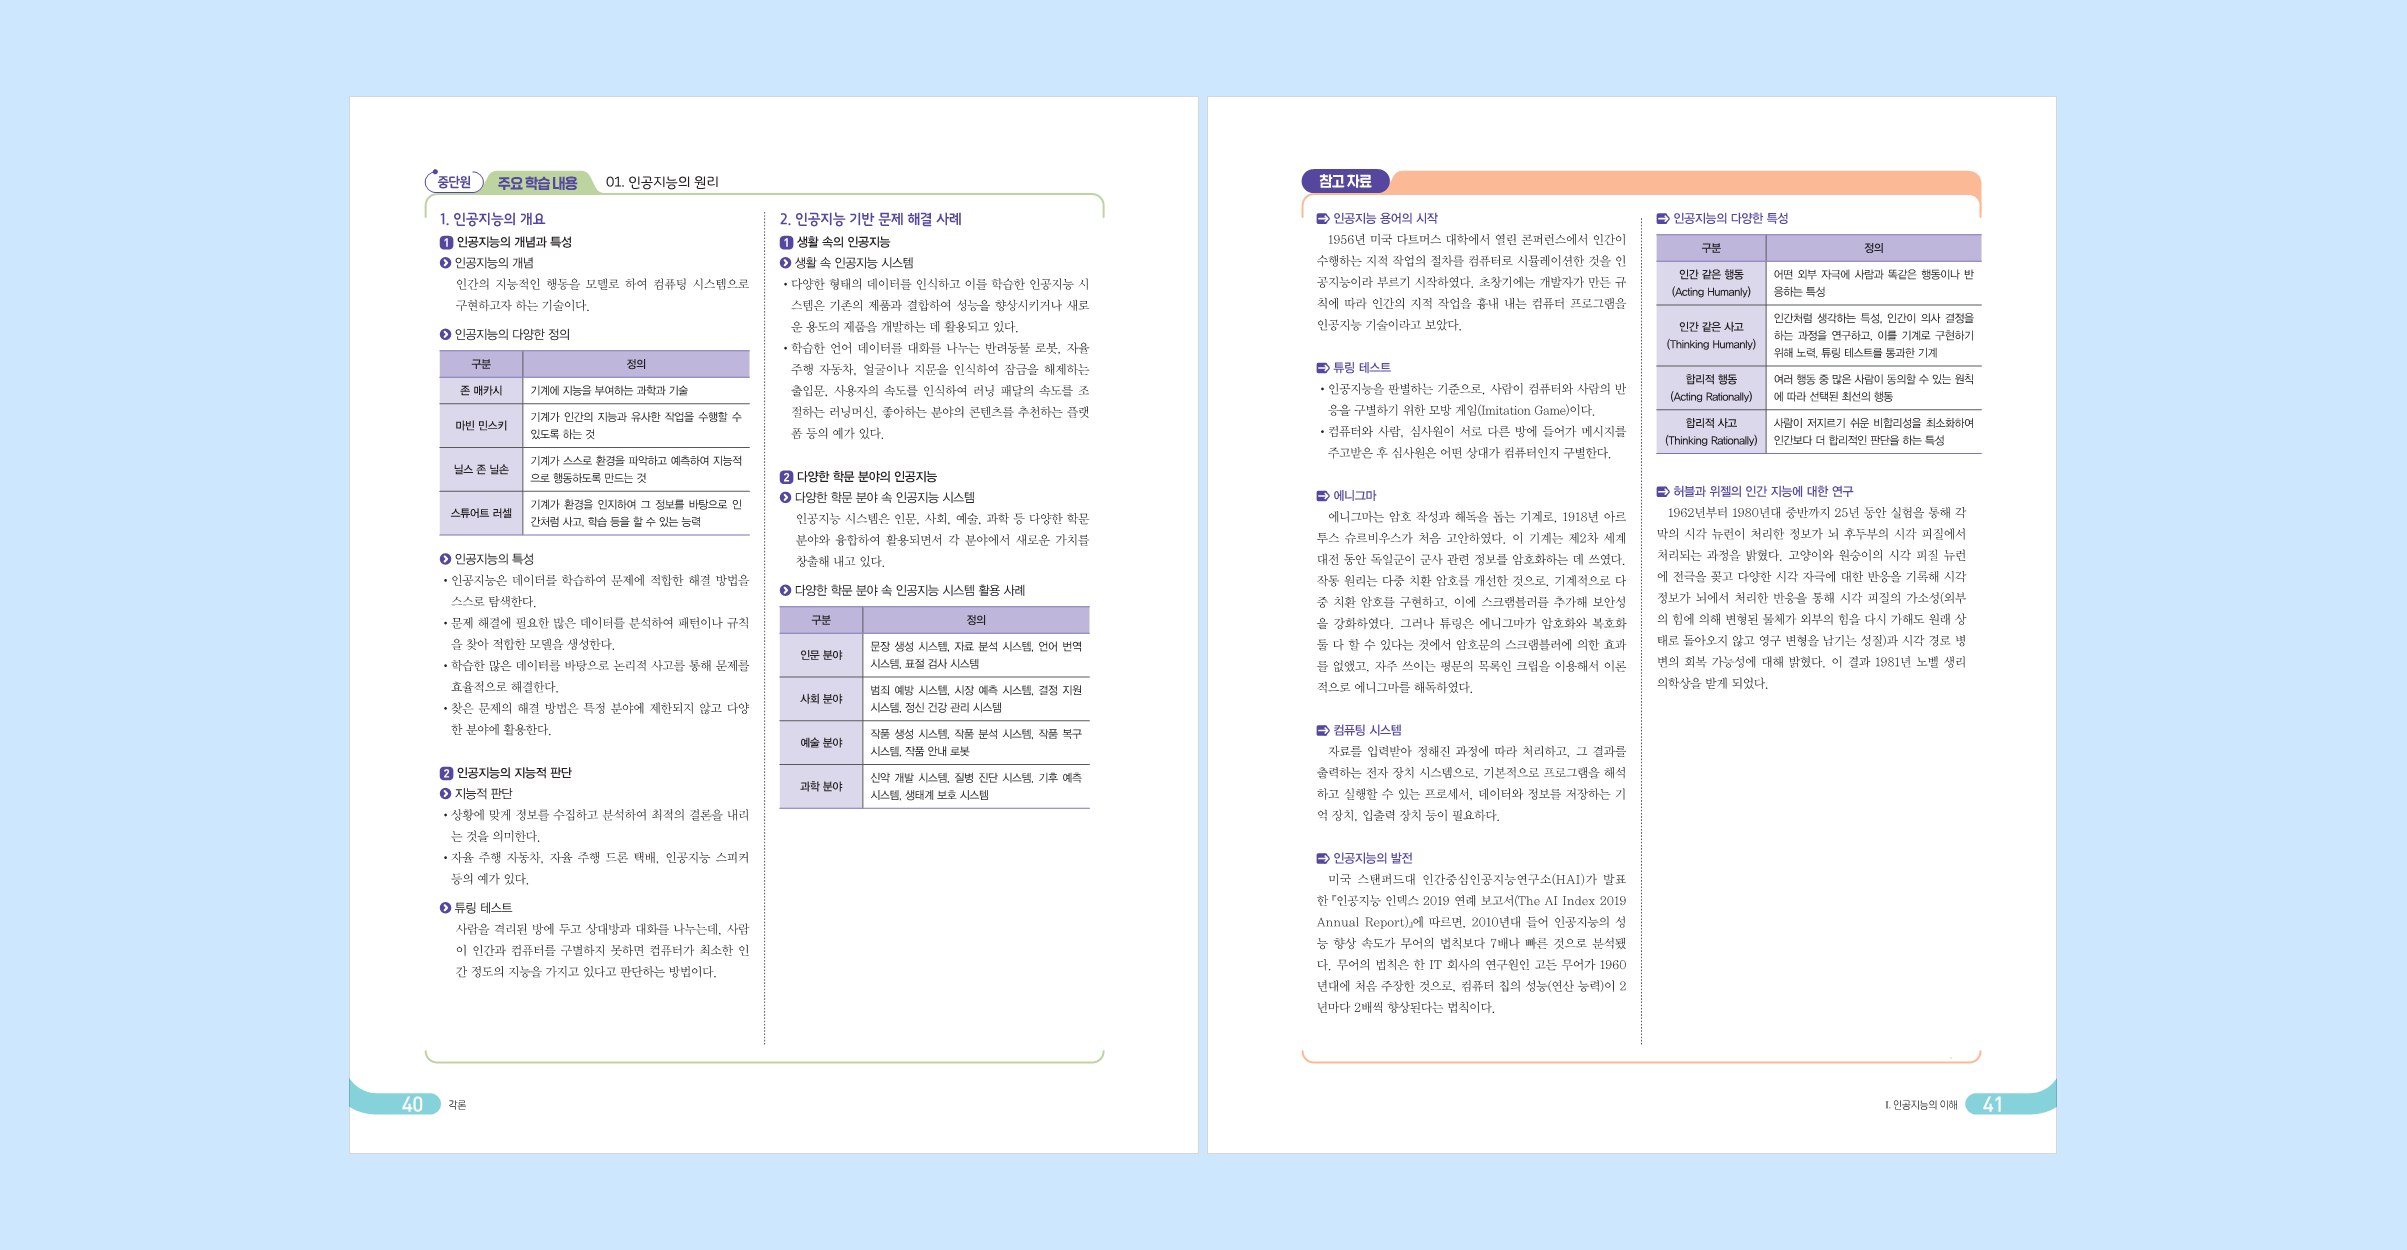 중단원 주요 학습 내용 01. 인공지능의 원리
1. 인공지능의 개요
1 인공지능의 개념과 특성
인공지능의 개념
인간의 지능적인 행동을 모델로 하여 컴퓨팅 시스템으로
구현하고자 하는 기술이다.
인공지능의 다양한 정의
구분 정의
존 매카시 기계에 지능을 부여하는 과학과 기술
마빈 민스키 기계가 인간의 지능과 유사한 작업을 수행할 수
있도록 하는 것
닐스 존 닐손 기계가 스스로 환경을 파악하고 예측하여 지능적
으로 행동하도록 만드는 것
스튜어트 러셀 기계가 환경을 인지하여 그 정보를 바탕으로 인
간처럼 사고, 학습 등을 할 수 있는 능력
인공지능의 특성
• 인공지능은 데이터를 학습하여 문제에 적합한 해결 방법을
스스로 탐색한다.
• 문제 해결에 필요한 많은 데이터를 분석하여 패턴이나 규칙
을 찾아 적합한 모델을 생성한다.
• 학습한 많은 데이터를 바탕으로 논리적 사고를 통해 문제를
효율적으로 해결한다.
• 찾은 문제의 해결 방법은 특정 분야에 제한되지 않고 다양
한 분야에 활용한다.
2 인공지능의 지능적 판단
지능적 판단
• 상황에 맞게 정보를 수집하고 분석하여 최적의 결론을 내리
는 것을 의미한다.
• 자율 주행 자동차, 자율 주행 드론 택배, 인공지능 스피커
등의 예가 있다.
튜링 테스트
사람을 격리된 방에 두고 상대방과 대화를 나누는데, 사람
이 인간과 컴퓨터를 구별하지 못하면 컴퓨터가 최소한 인
간 정도의 지능을 가지고 있다고 판단하는 방법이다.
2. 인공지능 기반 문제 해결 사례
1 생활 속의 인공지능
생활 속 인공지능 시스템
• 다양한 형태의 데이터를 인식하고 이를 학습한 인공지능 시
스템은 기존의 제품과 결합하여 성능을 향상시키거나 새로
운 용도의 제품을 개발하는 데 활용되고 있다.
• 학습한 언어 데이터를 대화를 나누는 반려동물 로봇, 자율
주행 자동차, 얼굴이나 지문을 인식하여 잠금을 해제하는
출입문, 사용자의 속도를 인식하여 러닝 패달의 속도를 조
절하는 러닝머신, 좋아하는 분야의 콘텐츠를 추천하는 플랫
폼 등의 예가 있다.
2 다양한 학문 분야의 인공지능
다양한 학문 분야 속 인공지능 시스템
인공지능 시스템은 인문, 사회, 예술, 과학 등 다양한 학문
분야와 융합하여 활용되면서 각 분야에서 새로운 가치를
창출해 내고 있다.
다양한 학문 분야 속 인공지능 시스템 활용 사례
구분 정의
인문 분야 문장 생성 시스템, 자료 분석 시스템, 언어 번역
시스템, 표절 검사 시스템
사회 분야 범죄 예방 시스템, 시장 예측 시스템, 결정 지원
시스템, 정신 건강 관리 시스템
예술 분야 작품 생성 시스템, 작품 분석 시스템, 작품 복구
시스템, 작품 안내 로봇
과학 분야 신약 개발 시스템, 질병 진단 시스템, 기후 예측
시스템, 생태계 보호 시스템
40 각론
참고 자료
인공지능 용어의 시작
1956년 미국 다트머스 대학에서 열린 콘퍼런스에서 인간이
수행하는 지적 작업의 절차를 컴퓨터로 시뮬레이션한 것을 인
공지능이라 부르기 시작하였다. 초창기에는 개발자가 만든 규
칙에 따라 인간의 지적 작업을 흉내 내는 컴퓨터 프로그램을
인공지능 기술이라고 보았다.
튜링 테스트
• 인공지능을 판별하는 기준으로, 사람이 컴퓨터와 사람의 반
응을 구별하기 위한 모방 게임(Imitation Game)이다.
• 컴퓨터와 사람, 심사원이 서로 다른 방에 들어가 메시지를
주고받은 후 심사원은 어떤 상대가 컴퓨터인지 구별한다.
에니그마
에니그마는 암호 작성과 해독을 돕는 기계로, 1918년 아르
투스 슈르비우스가 처음 고안하였다. 이 기계는 제2차 세계
대전 동안 독일군이 군사 관련 정보를 암호화하는 데 쓰였다.
작동 원리는 다중 치환 암호를 개선한 것으로, 기계적으로 다
중 치환 암호를 구현하고, 이에 스크램블러를 추가해 보안성
을 강화하였다. 그러나 튜링은 에니그마가 암호화와 복호화
둘 다 할 수 있다는 것에서 암호문의 스크램블러에 의한 효과
를 없앴고, 자주 쓰이는 평문의 목록인 크립을 이용해서 이론
적으로 에니그마를 해독하였다.
컴퓨팅 시스템
자료를 입력받아 정해진 과정에 따라 처리하고, 그 결과를
출력하는 전자 장치 시스템으로, 기본적으로 프로그램을 해석
하고 실행할 수 있는 프로세서, 데이터와 정보를 저장하는 기
억 장치, 입출력 장치 등이 필요하다.
인공지능의 발전
미국 스탠퍼드대 인간중심인공지능연구소(HAI)가 발표
한 『인공지능 인덱스 2019 연례 보고서(The AI Index 2019
Annual Report)』에 따르면, 2010년대 들어 인공지능의 성
능 향상 속도가 무어의 법칙보다 7배나 빠른 것으로 분석됐
다. 무어의 법칙은 한 IT 회사의 연구원인 고든 무어가 1960
년대에 처음 주장한 것으로, 컴퓨터 칩의 성능(연산 능력)이 2
년마다 2배씩 향상된다는 법칙이다.
인공지능의 다양한 특성
구분 정의
인간 같은 행동 (Acting Humanly) 어떤 외부 자극에 사람과 똑같은 행동이나 반
응하는 특성
인간 같은 사고 (Thinking Humanly) 인간처럼 생각하는 특성, 인간이 의사 결정을
하는 과정을 연구하고, 이를 기계로 구현하기
위해 노력, 튜링 테스트를 통과한 기계
합리적 행동 (Acting Rationally) 여러 행동 중 많은 사람이 동의할 수 있는 원칙
에 따라 선택된 최선의 행동
합리적 사고 (Thinking Rationally) 사람이 저지르기 쉬운 비합리성을 최소화하여
인간보다 더 합리적인 판단을 하는 특성
허블과 위젤의 인간 지능에 대한 연구
1962년부터 1980년대 중반까지 25년 동안 실험을 통해 각
막의 시각 뉴런이 처리한 정보가 뇌 후두부의 시각 피질에서
처리되는 과정을 밝혔다. 고양이와 원숭이의 시각 피질 뉴런
에 전극을 꽂고 다양한 시각 자극에 대한 반응을 기록해 시각
정보가 뇌에서 처리한 반응을 통해 시각 피질의 가소성(외부
의 힘에 의해 변형된 물체가 외부의 힘을 다시 가해도 원래 상
태로 돌아오지 않고 영구 변형을 남기는 성질)과 시각 경로 병
변의 회복 가능성에 대해 밝혔다. 이 결과 1981년 노벨 생리
의학상을 받게 되었다.
Ⅰ. 인공지능의 이해 41